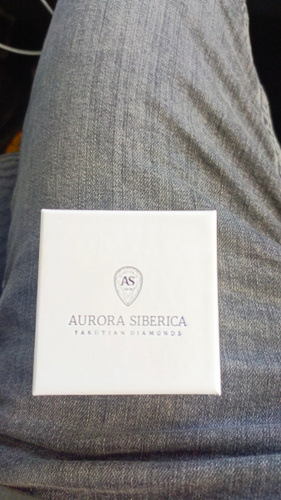 AS
AURORA SIBERICA
YAKUTIAN DIAMONDS